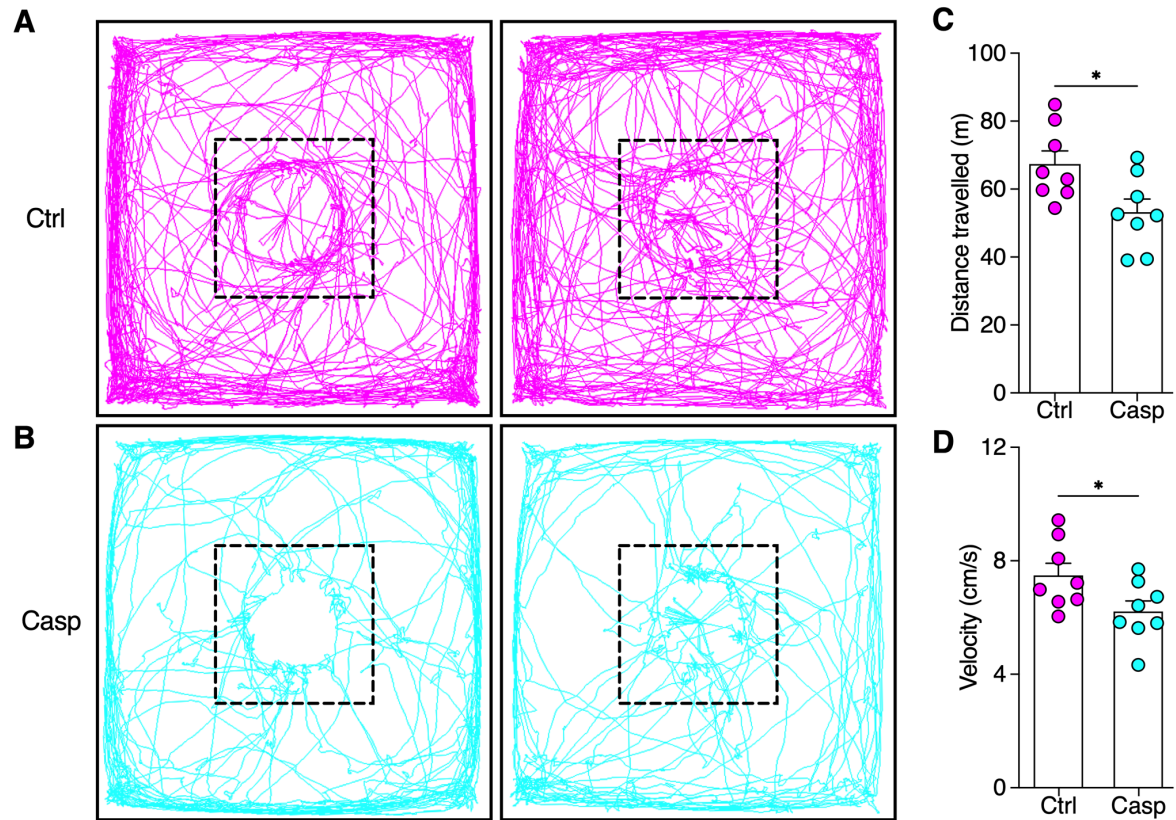 A
Ctrl
B
Casp
C
Distance travelled (m)
100
80
60
40
20
0
*
Ctrl
Casp
D
Velocity (cm/s)
12
8
4
0
*
Ctrl
Casp